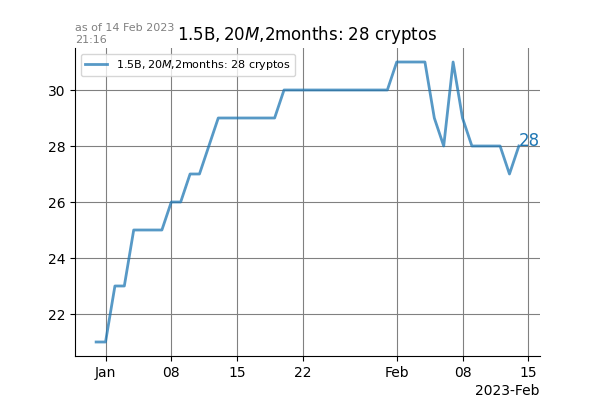 as of 14 Feb 2023
21:16
1.5B, 20M,2months: 28 cryptos
1.5B, 20M,2months: 28 cryptos
30
28
28
26
24
22
Jan
08
15
22
Feb
08
15
2023-Feb